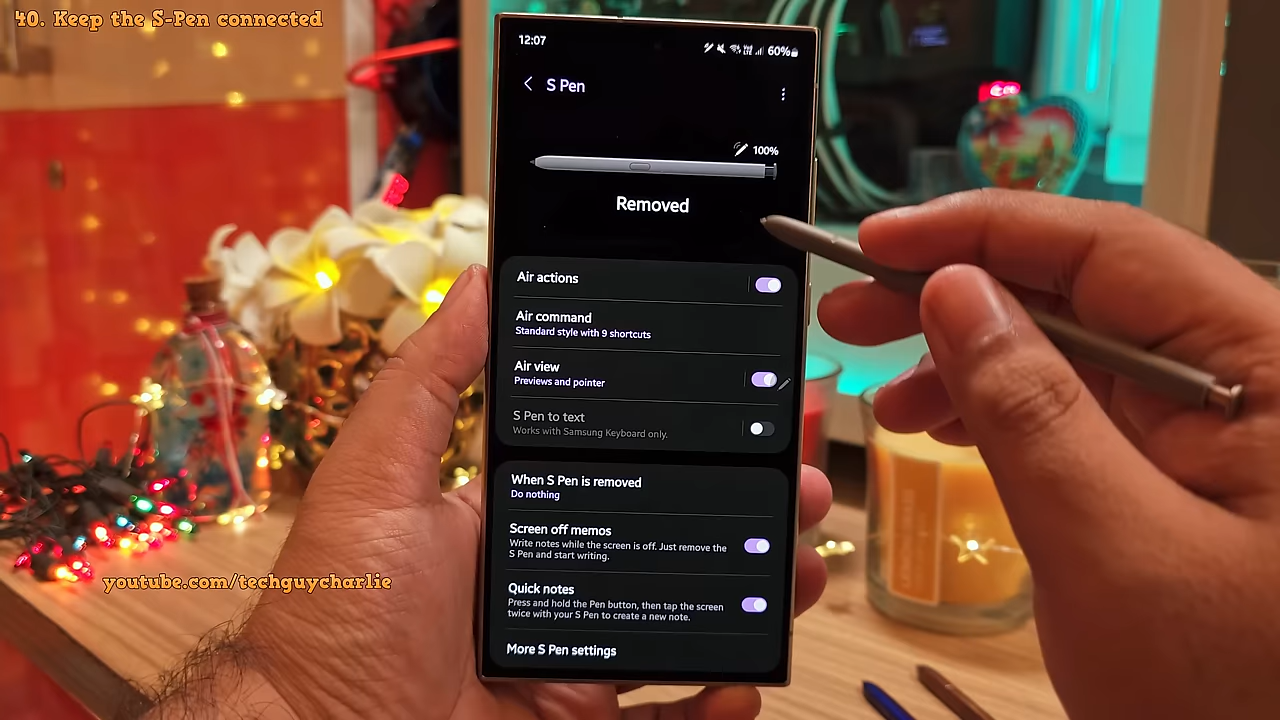 40. Keep the S-Pen connected
12:07
60%
S Pen
100%
Removed
Air actions
Air command
Standard style with 9 shortcuts
Air view
Previews and pointer
S Pen to text
Works with Samsung Keyboard only.
When S Pen is removed
Do nothing
Screen off memos
Write notes while the screen is off. Just remove the
S Pen and start writing.
Quick notes
Press and hold the Pen button, then tap the screen
twice with your S Pen to create a new note.
More S Pen settings
youtube.com/techguycharlie